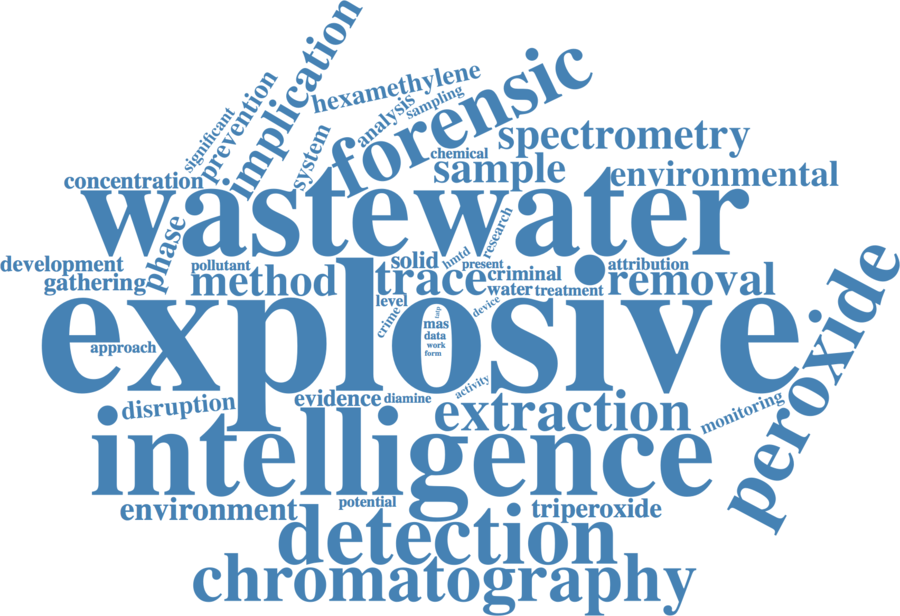 implication
prevention
significant
hexamethylene
analysis
sampling
forensic
system
chemical
spectrometry
sample
environmental
concentration
wastewater
research
phase
development
gathering
pollutant
method
solid
hmtd
present
trace
criminal
attribution
water
treatment
removal
peroxide
level
crime
device
tatp
mas
data
work
form
explosive
approach
activity
disruption
evidence
diamine
extraction
monitoring
intelligence
environment
potential
triperoxide
detection
chromatography